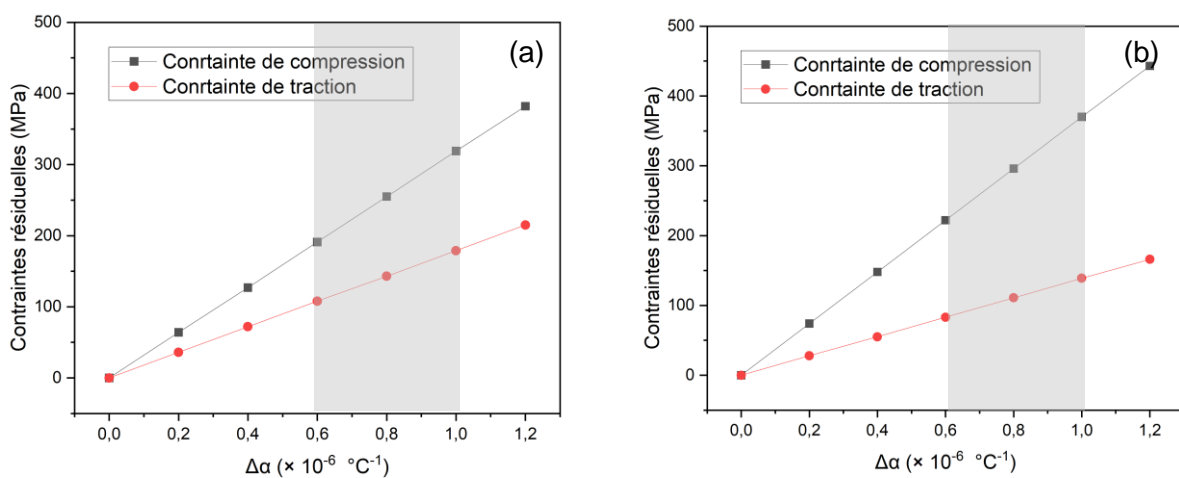 (a)
Conrtainte de compression
Conrtainte de traction
Contraintes résiduelles (MPa)
500
400
300
200
100
0
0,0 0,2 0,4 0,6 0,8 1,0 1,2
Δα (× 10⁻⁶ °C⁻¹)
(b)
Conrtainte de compression
Conrtainte de traction
Contraintes résiduelles (MPa)
500
400
300
200
100
0
0,0 0,2 0,4 0,6 0,8 1,0 1,2
Δα (× 10⁻⁶ °C⁻¹)